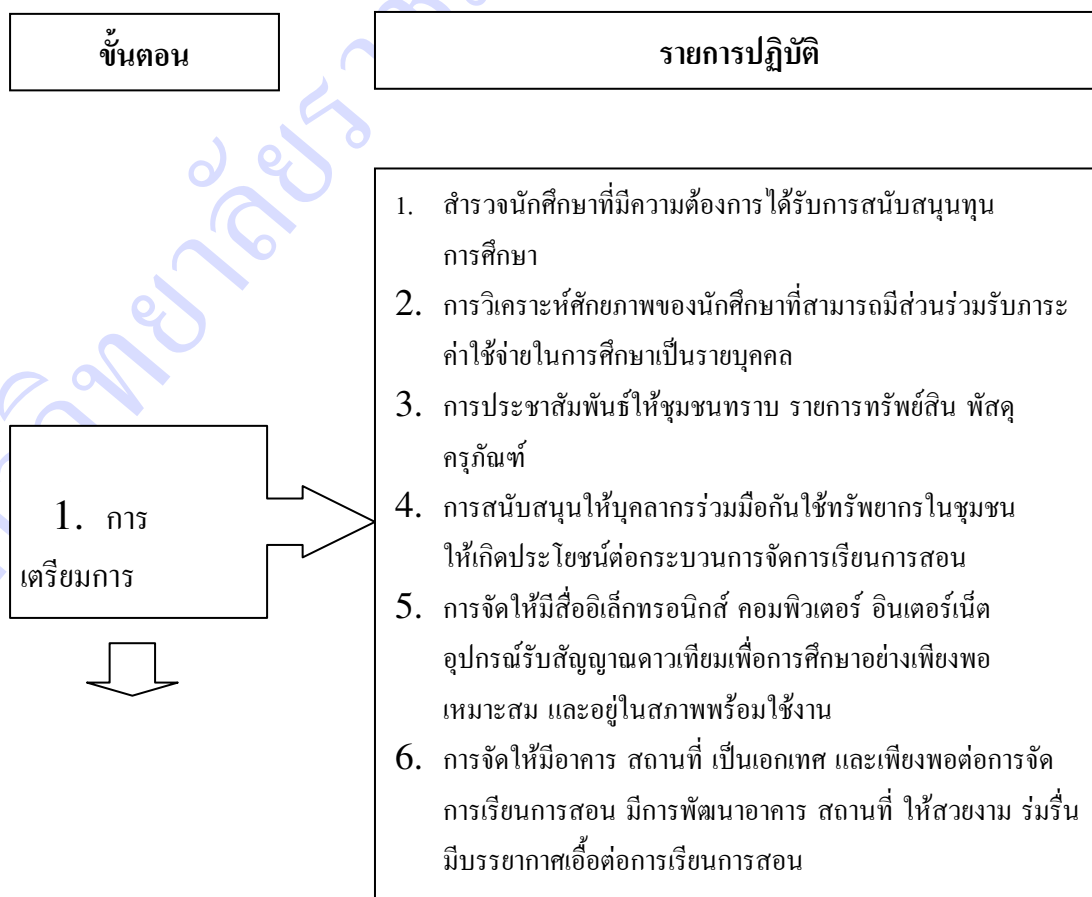 ขั้นตอน
รายการปฏิบัติ
1. การ
เตรียมการ
1. สำรวจนักศึกษาที่มีความต้องการได้รับการสนับสนุนทุน
การศึกษา
2. การวิเคราะห์ศักยภาพของนักศึกษาที่สามารถมีส่วนร่วมรับภาระ
ค่าใช้จ่ายในการศึกษาเป็นรายบุคคล
3. การประชาสัมพันธ์ให้ชุมชนทราบ รายการทรัพย์สิน พัสดุ
ครุภัณฑ์
4. การสนับสนุนให้บุคลากรร่วมมือกันใช้ทรัพยากรในชุมชน
ให้เกิดประโยชน์ต่อกระบวนการจัดการเรียนการสอน
5. การจัดให้มีสื่ออิเล็กทรอนิกส์ คอมพิวเตอร์ อินเตอร์เน็ต
อุปกรณ์รับสัญญาณดาวเทียมเพื่อการศึกษาอย่างเพียงพอ
เหมาะสม และอยู่ในสภาพพร้อมใช้งาน
6. การจัดให้มีอาคาร สถานที่ เป็นเอกเทศ และเพียงพอต่อการจัด
การเรียนการสอน มีการพัฒนาอาคาร สถานที่ ให้สวยงาม ร่มรื่น
มีบรรยากาศเอื้อต่อการเรียนการสอน